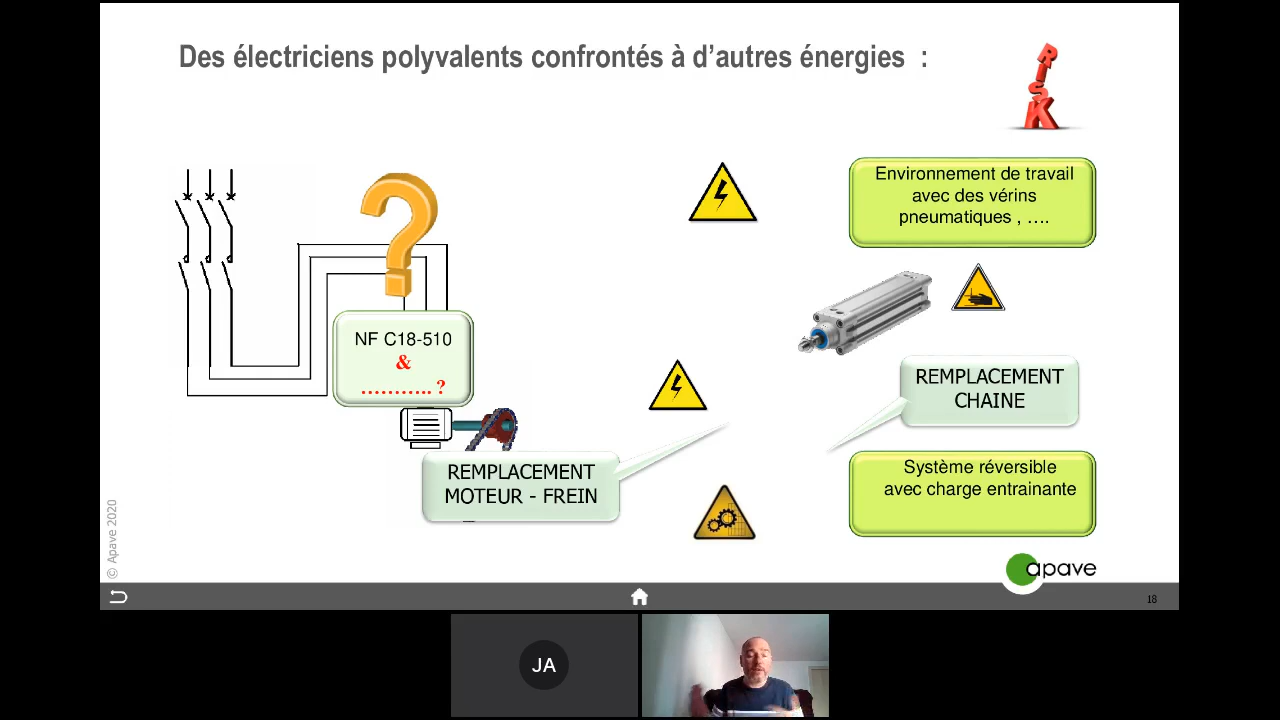 Des électriciens polyvalents confrontés à d’autres énergies :
RISK
Environnement de travail
avec des vérins
pneumatiques , ….
NF C18-510
&
……….. ?
REMPLACEMENT
CHAINE
REMPLACEMENT
MOTEUR - FREIN
Système réversible
avec charge entrainante
© Apave 2020
apave
18
JA